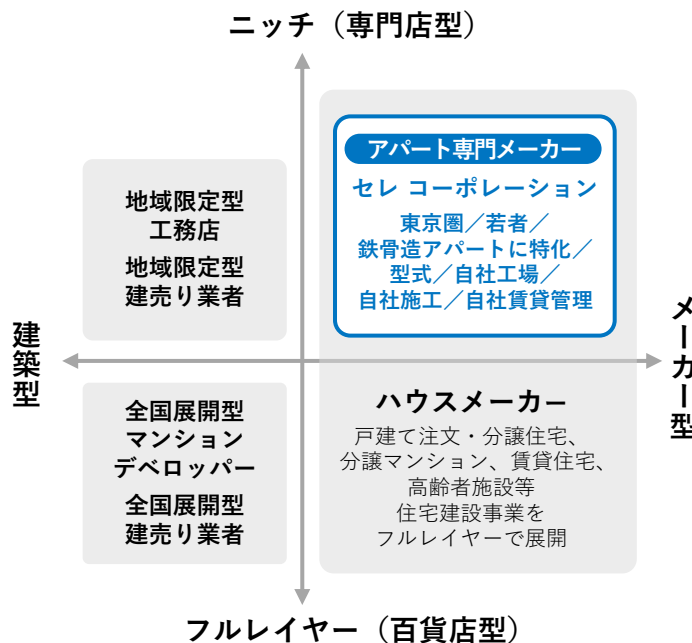 ニッチ（専門店型）
アパート専門メーカー
セレ コーポレーション
東京圏／若者／
鉄骨造アパートに特化／
型式／自社工場／
自社施工／自社賃貸管理
地域限定型
工務店
地域限定型
建売り業者
建築型
メーカー型
全国展開型
マンション
デベロッパー
全国展開型
建売り業者
ハウスメーカー
戸建て注文・分譲住宅、
分譲マンション、賃貸住宅、
高齢者施設等
住宅建設事業を
フルレイヤーで展開
フルレイヤー（百貨店型）